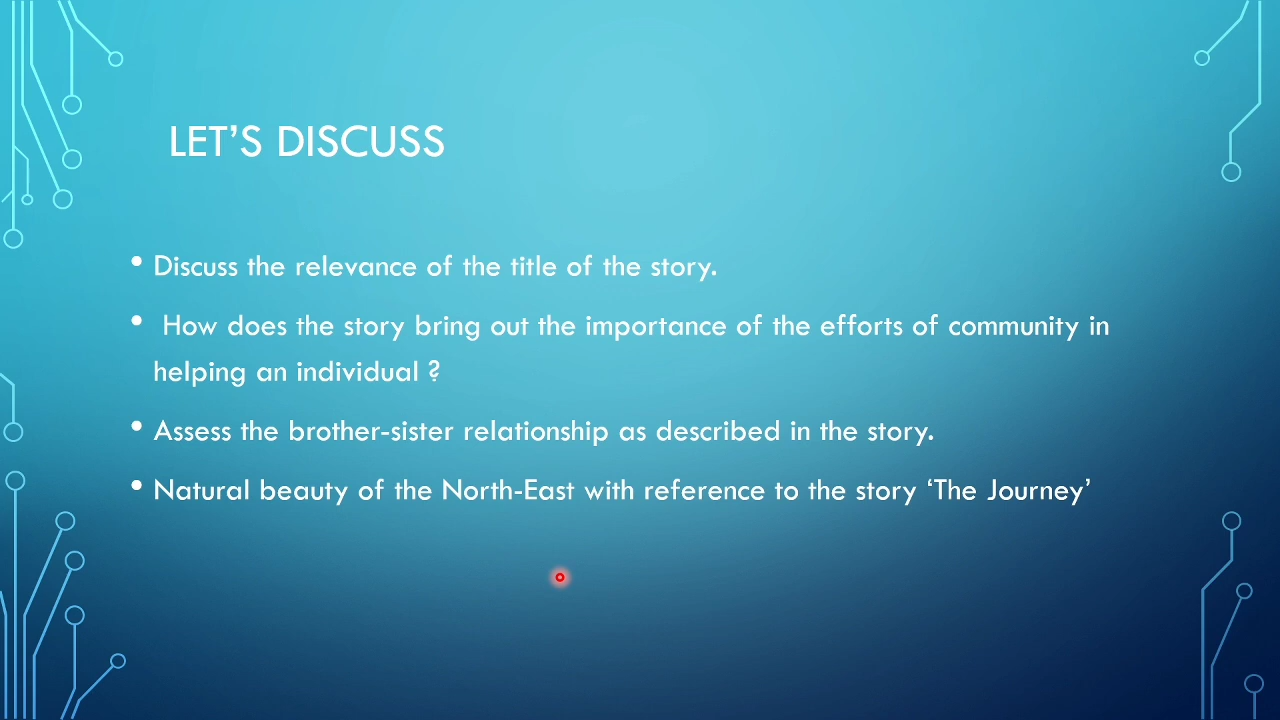 LET’S DISCUSS
• Discuss the relevance of the title of the story.
• How does the story bring out the importance of the efforts of community in
helping an individual ?
• Assess the brother-sister relationship as described in the story.
• Natural beauty of the North-East with reference to the story ‘The Journey’